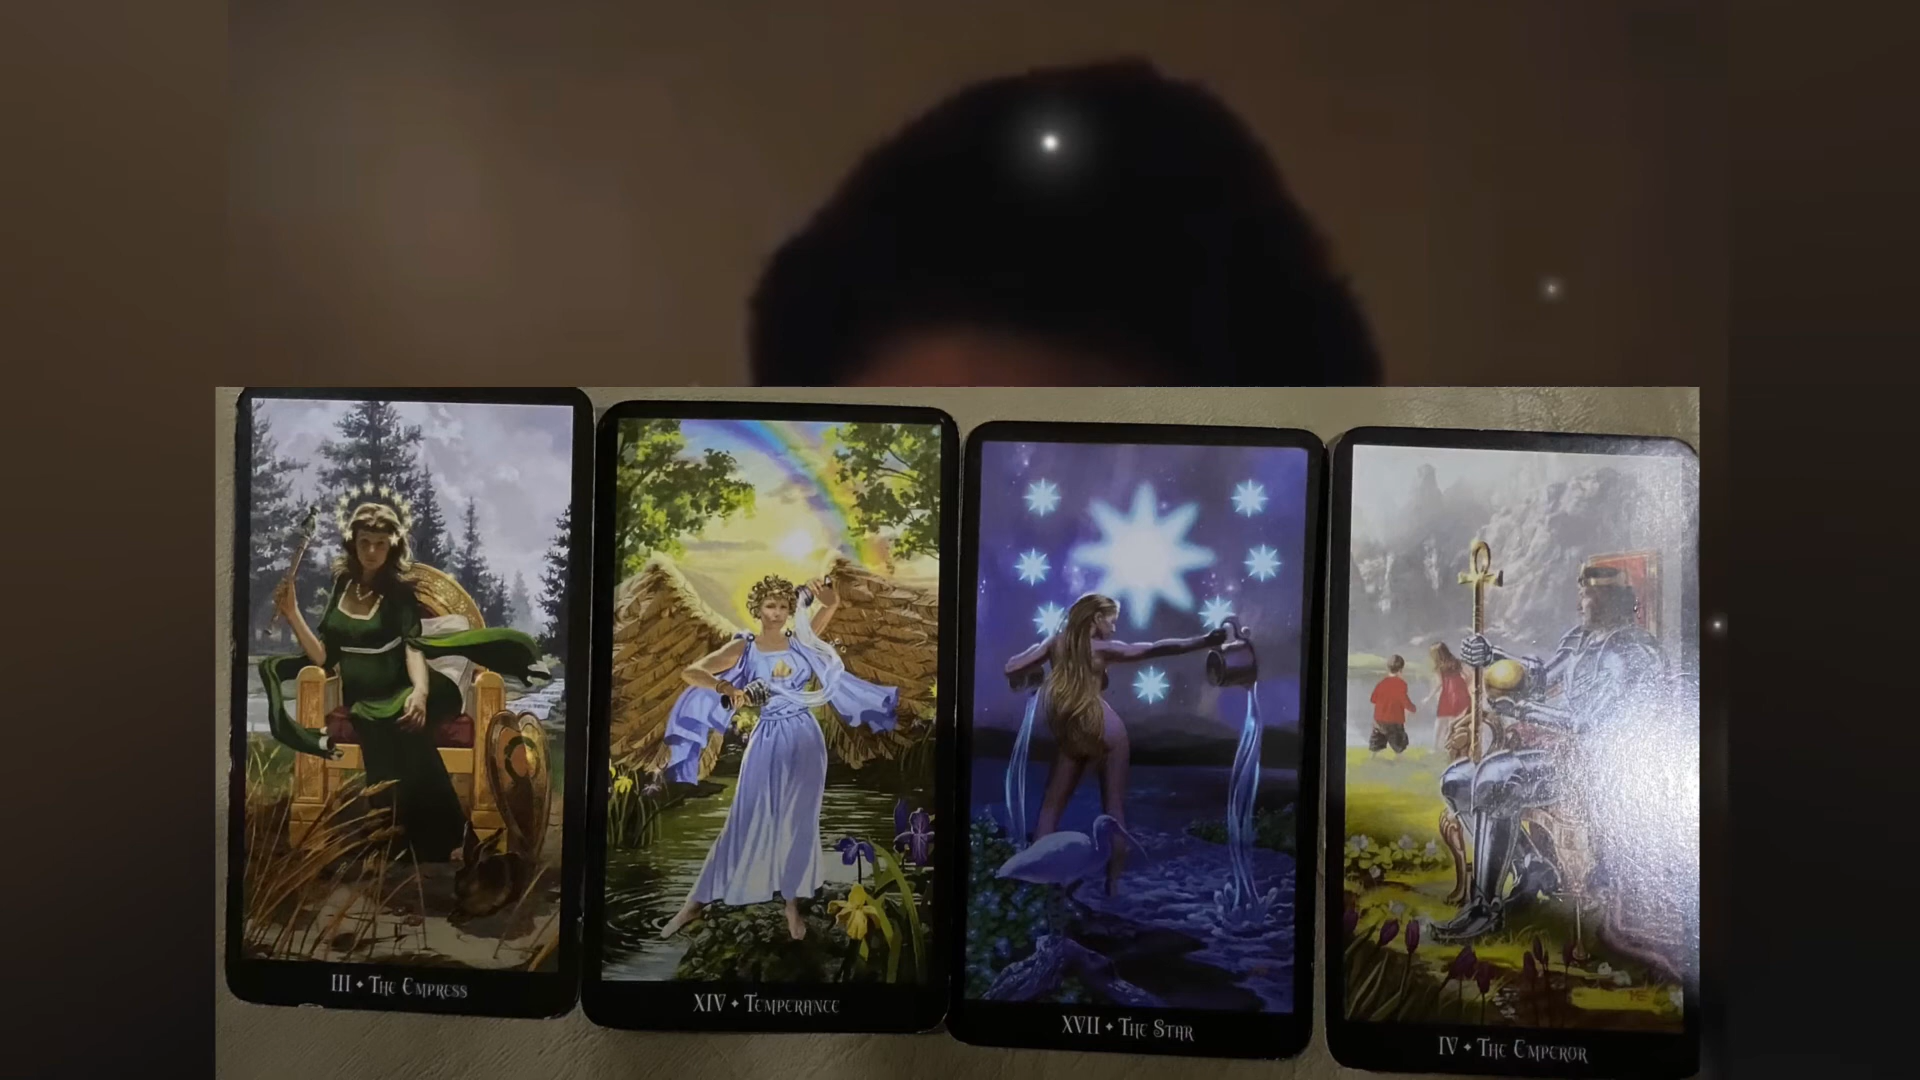 III • The Empress
XIV • Temperance
XVII • The Star
IV • The Emperor